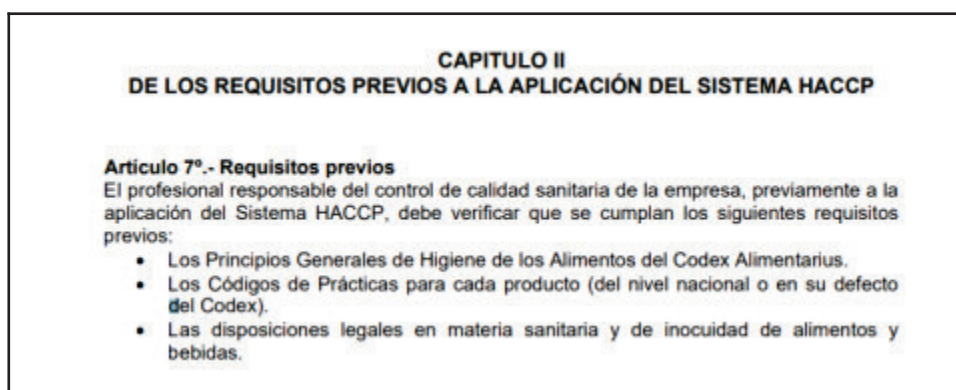 CAPITULO II
DE LOS REQUISITOS PREVIOS A LA APLICACIÓN DEL SISTEMA HACCP
Artículo 7º.- Requisitos previos
El profesional responsable del control de calidad sanitaria de la empresa, previamente a la
aplicación del Sistema HACCP, debe verificar que se cumplan los siguientes requisitos
previos:
• Los Principios Generales de Higiene de los Alimentos del Codex Alimentarius.
• Los Códigos de Prácticas para cada producto (del nivel nacional o en su defecto
del Codex).
• Las disposiciones legales en materia sanitaria y de inocuidad de alimentos y
bebidas.